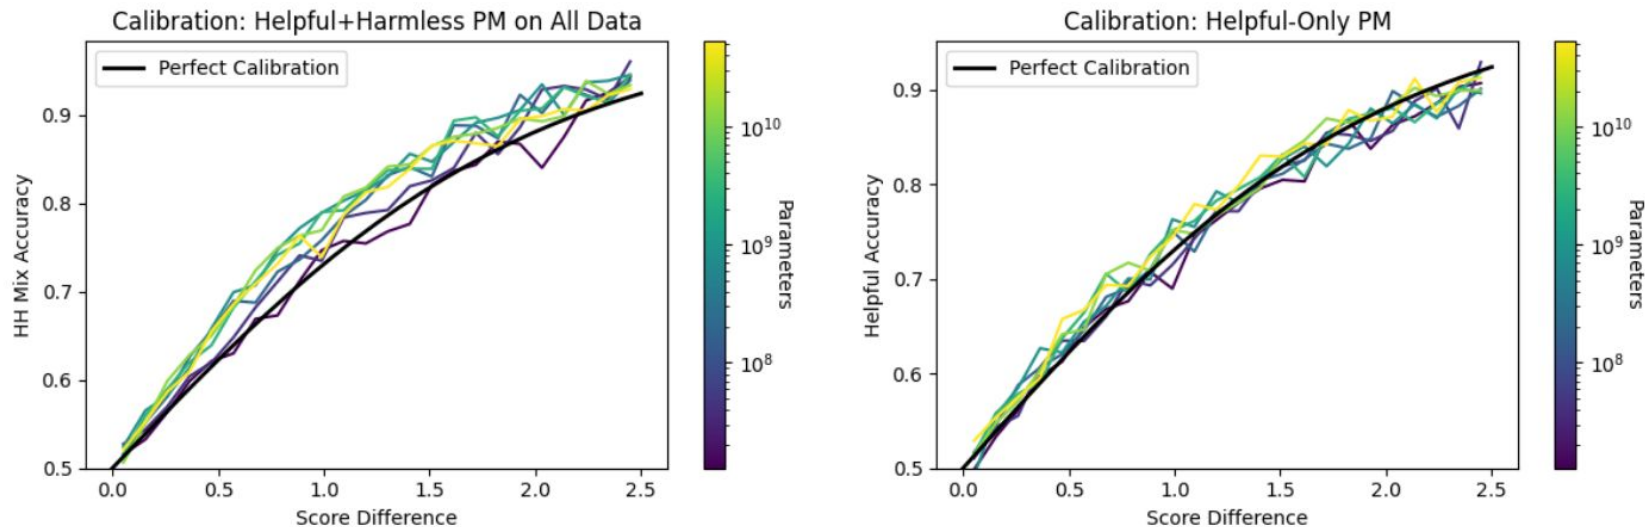 Calibration: Helpful+Harmless PM on All Data
Perfect Calibration
HH Mix Accuracy
0.9
0.8
0.7
0.6
0.5
0.0 0.5 1.0 1.5 2.0 2.5
Score Difference
10^10
10^9
10^8
Parameters
Calibration: Helpful-Only PM
Perfect Calibration
Helpful Accuracy
0.9
0.8
0.7
0.6
0.5
0.0 0.5 1.0 1.5 2.0 2.5
Score Difference
10^10
10^9
10^8
Parameters